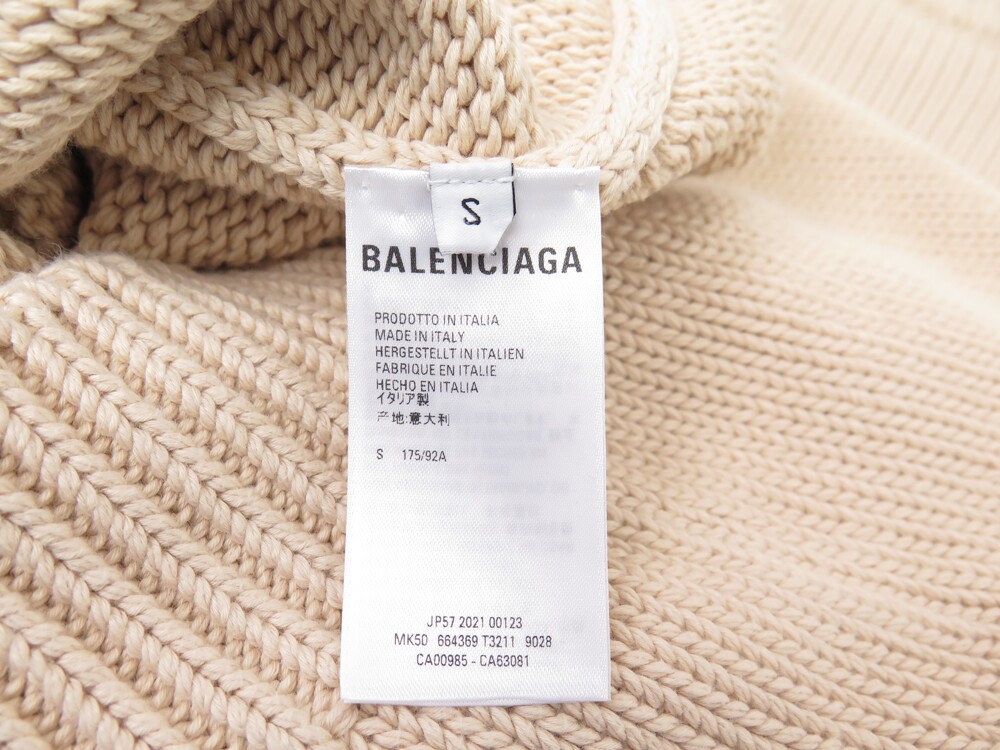 S
BALENCIAGA
PRODOTTO IN ITALIA
MADE IN ITALY
HERGESTELLT IN ITALIEN
FABRIQUE EN ITALIE
HECHO EN ITALIA
イタリア製
产地:意大利
S 175/92A
JP57 2021 00123
MK50 664369 T3211 9028
CA00985 - CA63081